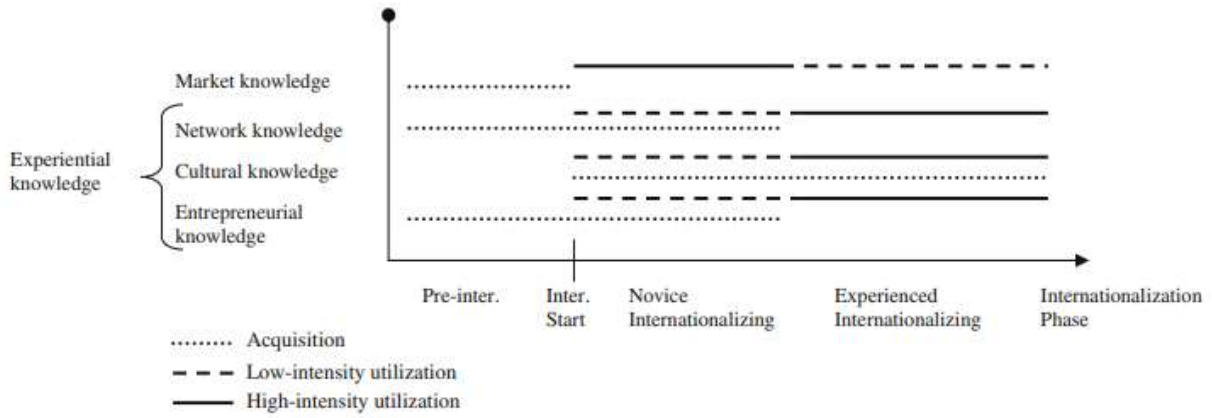 Market knowledge
Network knowledge
Experiential
knowledge
Cultural knowledge
Entrepreneurial
knowledge
Pre-inter.
Inter.
Start
Novice
Internationalizing
Experienced
Internationalizing
Internationalization
Phase
Acquisition
Low-intensity utilization
High-intensity utilization